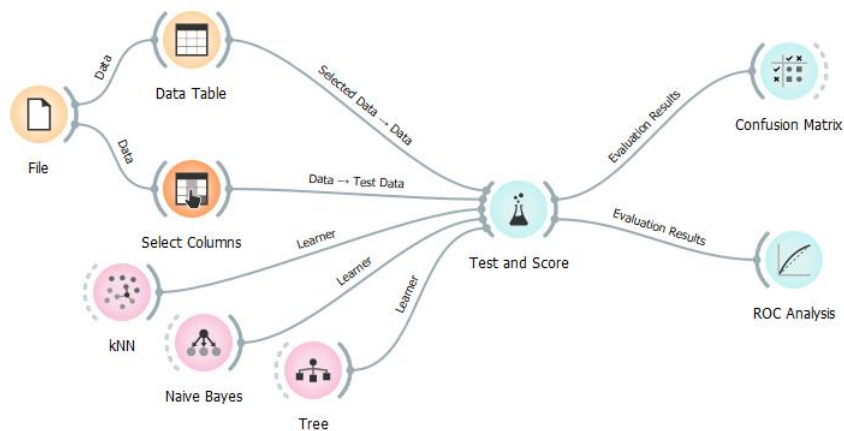 File
Data
Data
Data Table
Select Columns
Selected Data → Data
Data → Test Data
Learner
Learner
Learner
kNN
Naive Bayes
Tree
Test and Score
Evaluation Results
Evaluation Results
Confusion Matrix
ROC Analysis